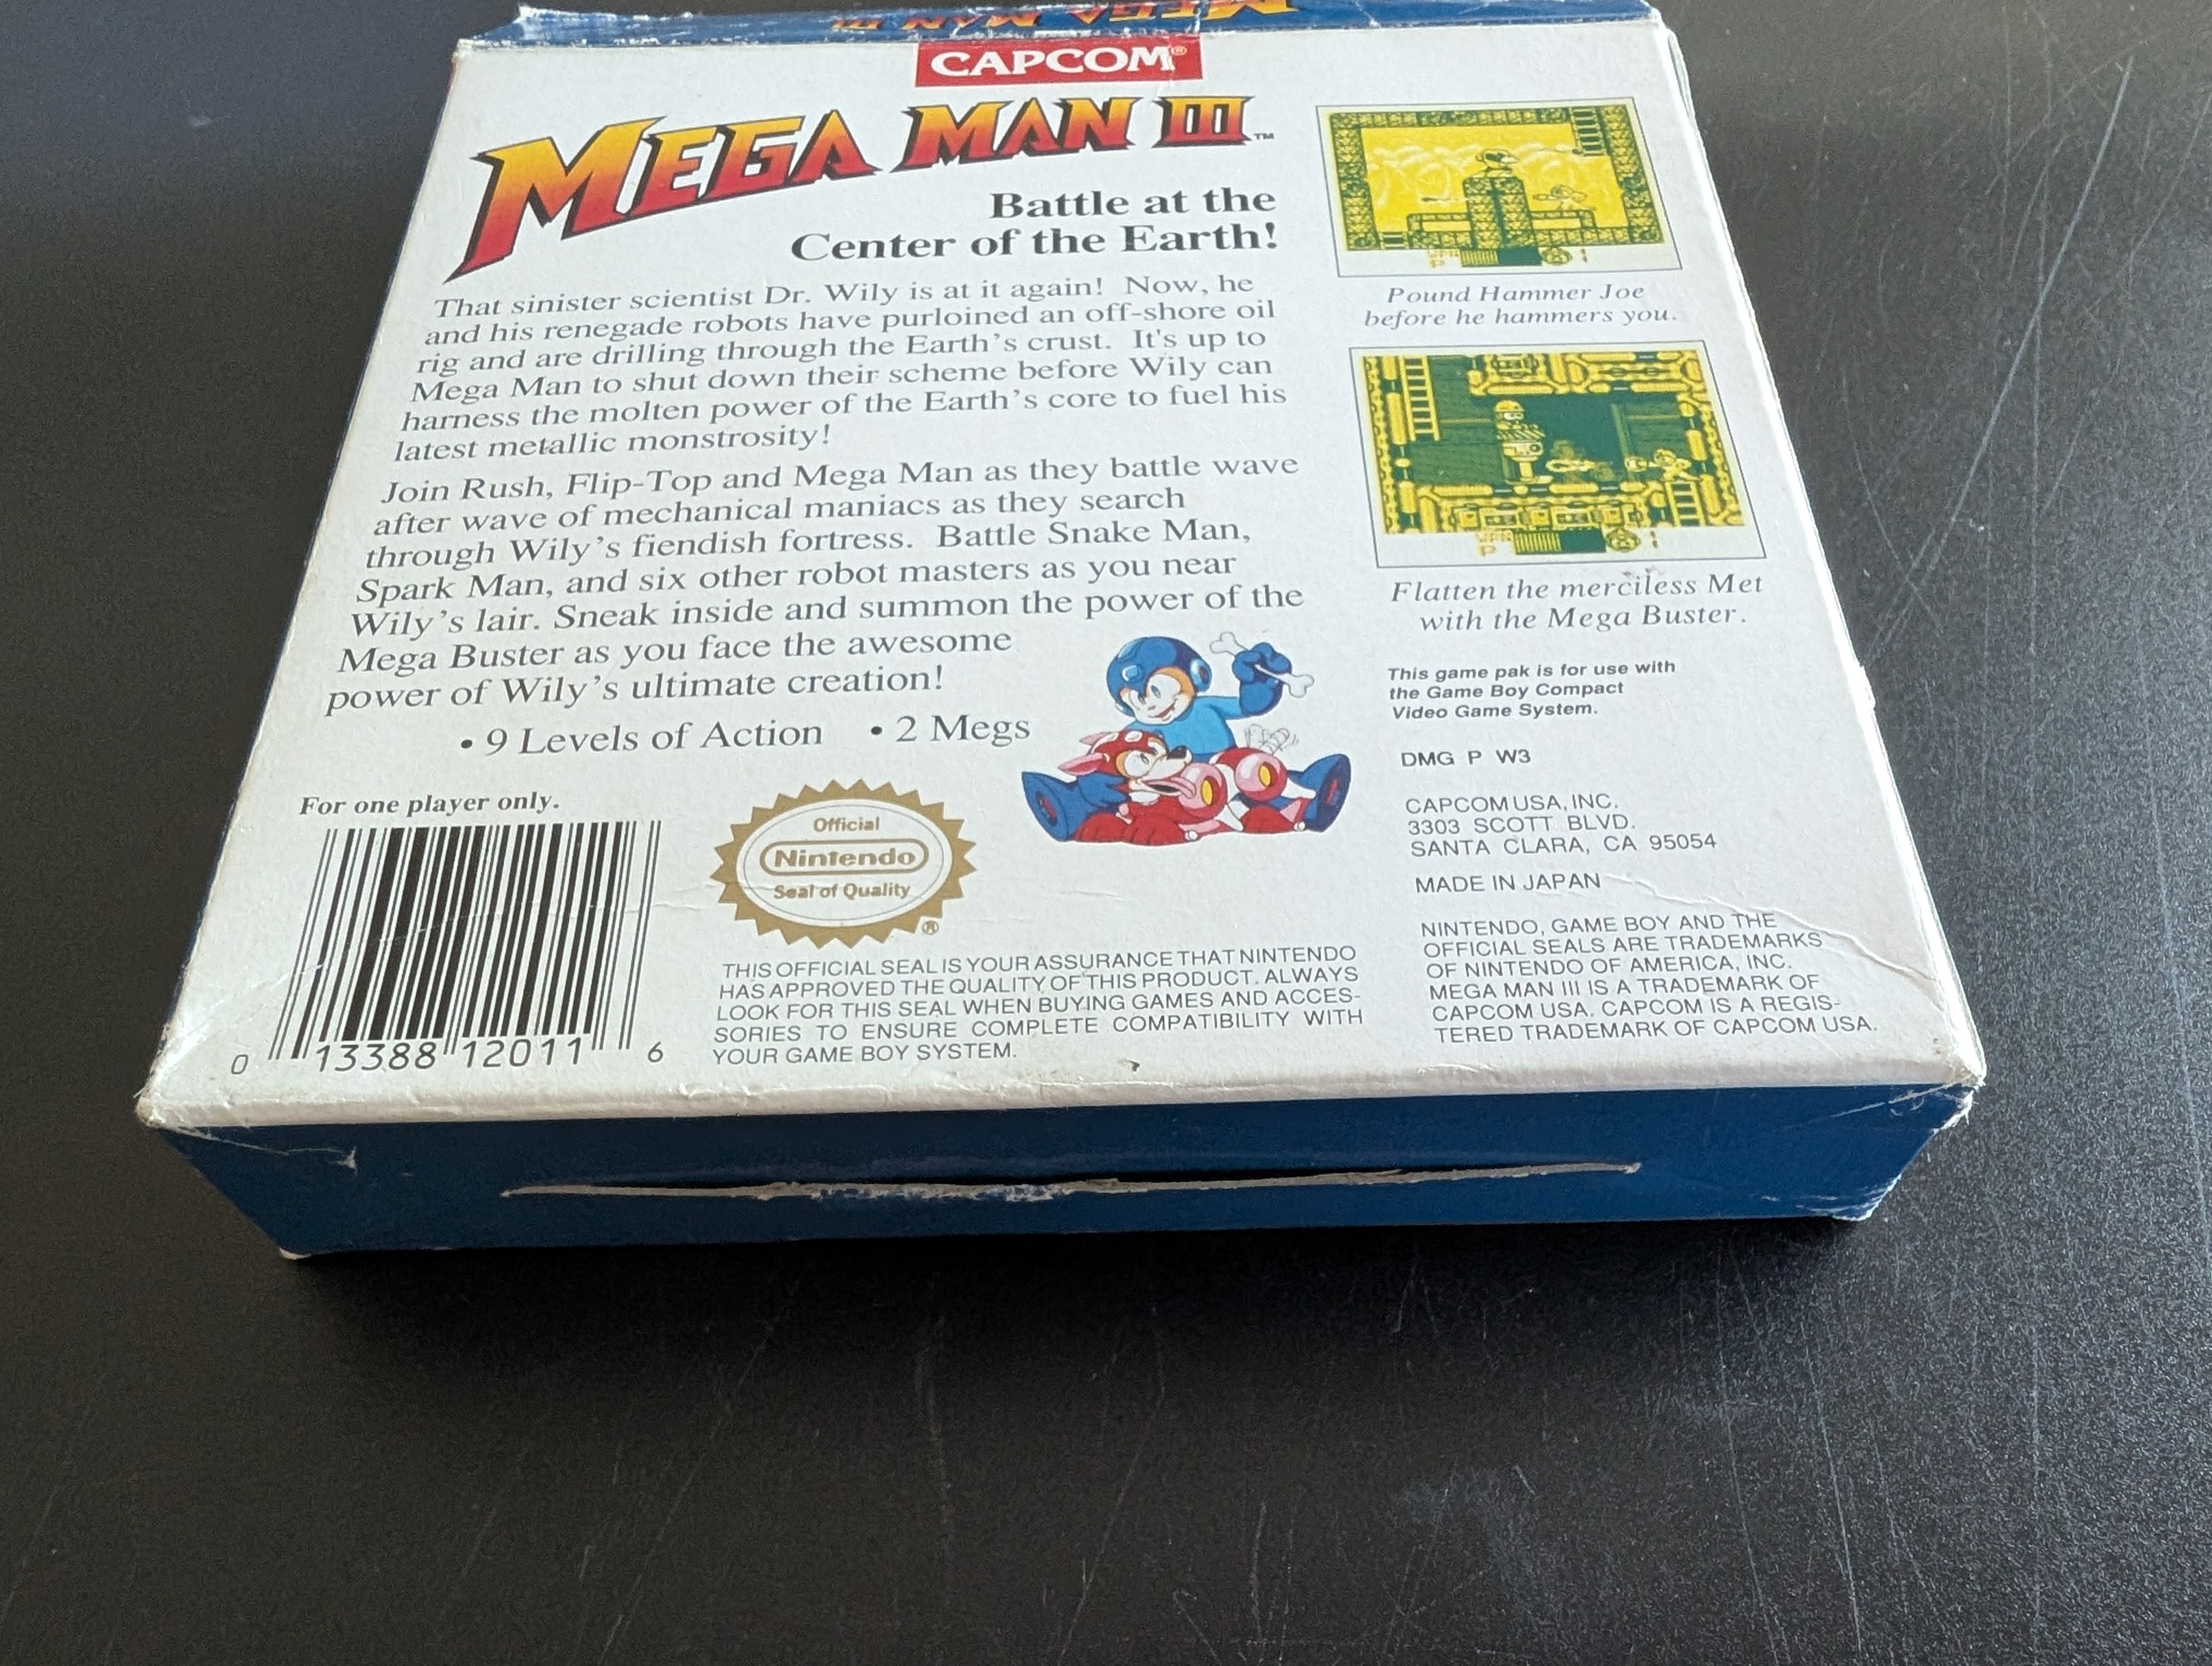 MEGA MAN III
CAPCOM®
MEGA MAN III™
Battle at the
Center of the Earth!
That sinister scientist Dr. Wily is at it again! Now, he
and his renegade robots have purloined an off-shore oil
rig and are drilling through the Earth's crust. It's up to
Mega Man to shut down their scheme before Wily can
harness the molten power of the Earth's core to fuel his
latest metallic monstrosity!
Join Rush, Flip-Top and Mega Man as they battle wave
after wave of mechanical maniacs as they search
through Wily's fiendish fortress. Battle Snake Man,
Spark Man, and six other robot masters as you near
Wily's lair. Sneak inside and summon the power of the
Mega Buster as you face the awesome
power of Wily's ultimate creation!
• 9 Levels of Action • 2 Megs
For one player only.
0 13388 12011 6
Official
Nintendo
Seal of Quality
®
THIS OFFICIAL SEAL IS YOUR ASSURANCE THAT NINTENDO
HAS APPROVED THE QUALITY OF THIS PRODUCT. ALWAYS
LOOK FOR THIS SEAL WHEN BUYING GAMES AND ACCES-
SORIES TO ENSURE COMPLETE COMPATIBILITY WITH
YOUR GAME BOY SYSTEM.
P 1
Pound Hammer Joe
before he hammers you.
P 1
Flatten the merciless Met
with the Mega Buster.
This game pak is for use with
the Game Boy Compact
Video Game System.
DMG P W3
CAPCOM USA, INC.
3303 SCOTT BLVD.
SANTA CLARA, CA 95054
MADE IN JAPAN
NINTENDO, GAME BOY AND THE
OFFICIAL SEALS ARE TRADEMARKS
OF NINTENDO OF AMERICA, INC.
MEGA MAN III IS A TRADEMARK OF
CAPCOM USA. CAPCOM IS A REGIS-
TERED TRADEMARK OF CAPCOM USA.